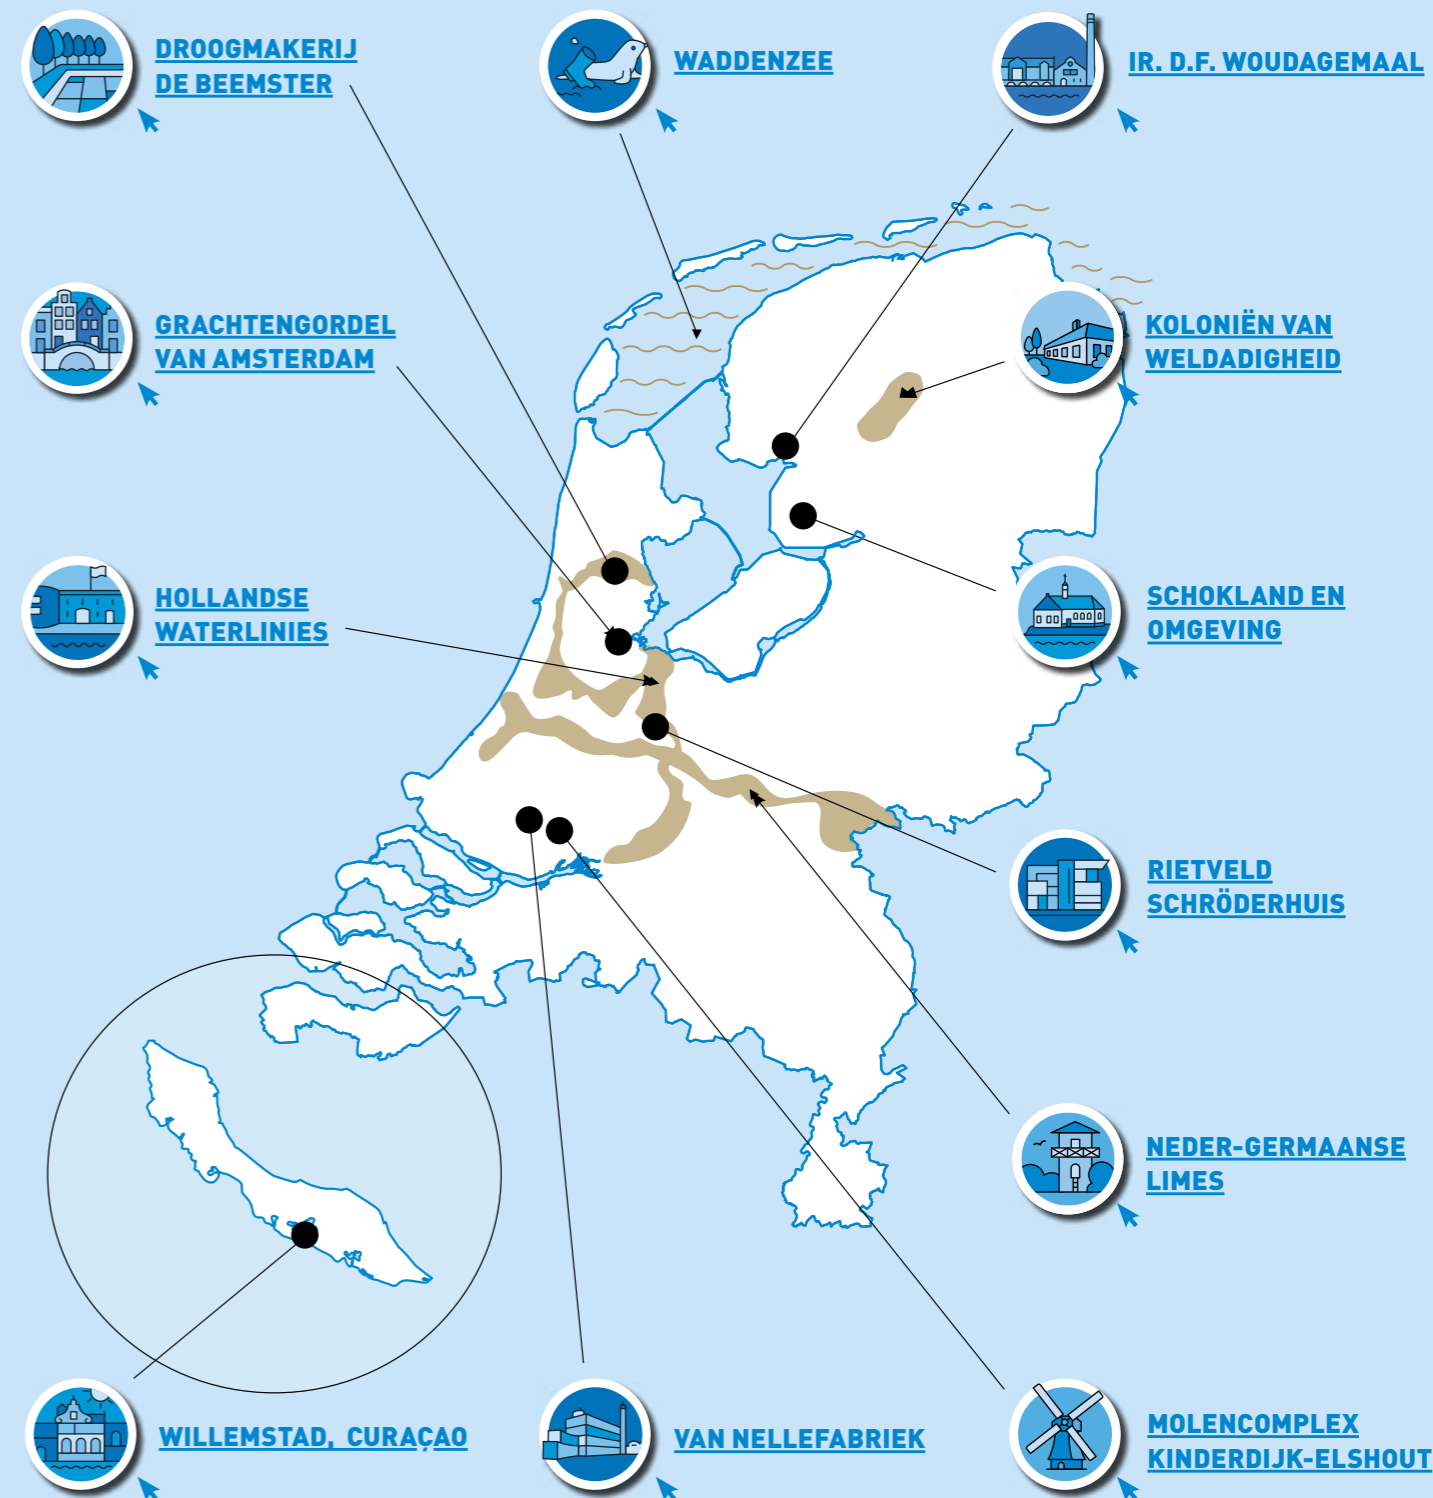 DROOGMAKERIJ
DE BEEMSTER
WADDENZEE
IR. D.F. WOUDAGEMAAL
GRACHTENGORDEL
VAN AMSTERDAM
KOLONIËN VAN
WELDADIGHEID
HOLLANDSE
WATERLINIES
SCHOKLAND EN
OMGEVING
RIETVELD
SCHRÖDERHUIS
NEDER-GERMAANSE
LIMES
WILLEMSTAD, CURAÇAO
VAN NELLEFABRIEK
MOLENCOMPLEX
KINDERDIJK-ELSHOUT